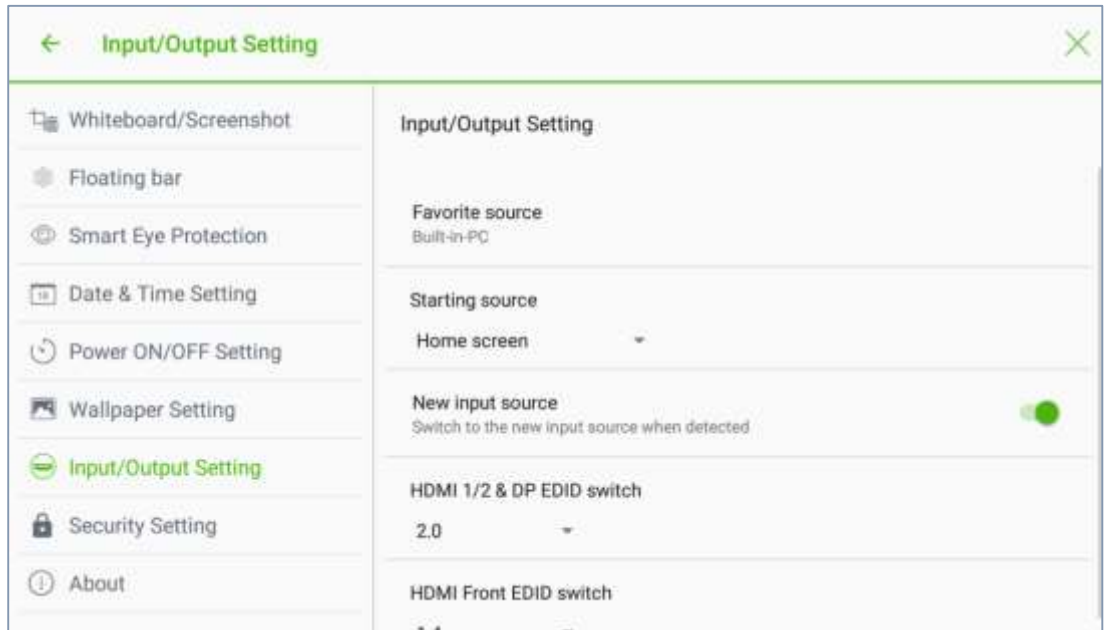 Input/Output Setting
Whiteboard/Screenshot
Floating bar
Smart Eye Protection
Date & Time Setting
Power ON/OFF Setting
Wallpaper Setting
Input/Output Setting
Security Setting
About
Input/Output Setting
Favorite source
Built-in-PC
Starting source
Home screen
New input source
Switch to the new input source when detected
HDMI 1/2 & DP EDID switch
2.0
HDMI Front EDID switch